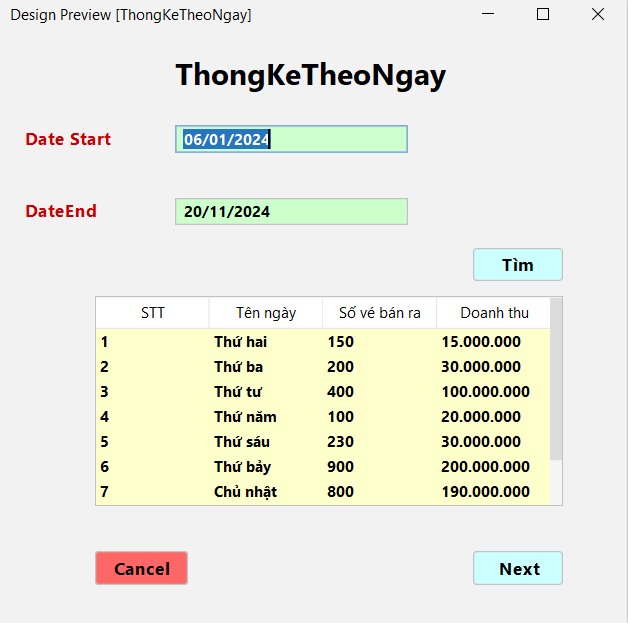 Design Preview [ThongKeTheoNgay]
ThongKeTheoNgay
Date Start 06/01/2024
DateEnd 20/11/2024
Tìm
STT Tên ngày Số vé bán ra Doanh thu
1 Thứ hai 150 15.000.000
2 Thứ ba 200 30.000.000
3 Thứ tư 400 100.000.000
4 Thứ năm 100 20.000.000
5 Thứ sáu 230 30.000.000
6 Thứ bảy 900 200.000.000
7 Chủ nhật 800 190.000.000
Cancel Next